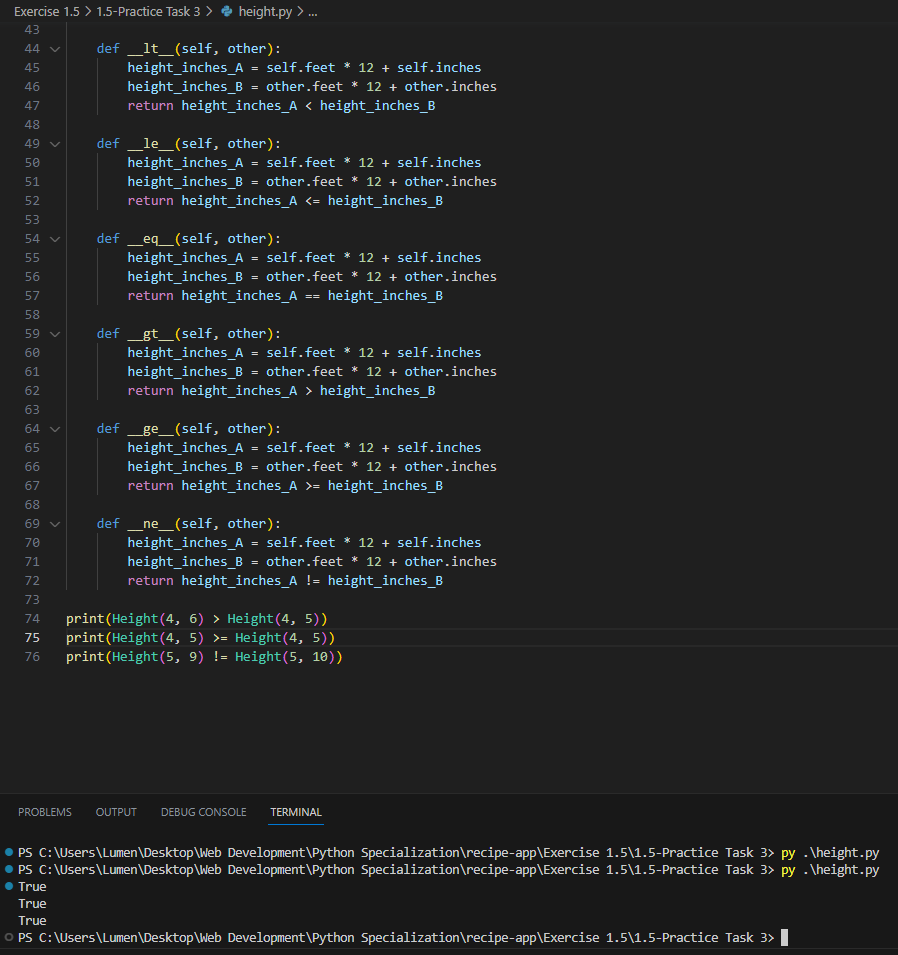 Exercise 1.5 > 1.5-Practice Task 3 > height.py > ...
43
44 def __lt__(self, other):
45 height_inches_A = self.feet * 12 + self.inches
46 height_inches_B = other.feet * 12 + other.inches
47 return height_inches_A < height_inches_B
48
49 def __le__(self, other):
50 height_inches_A = self.feet * 12 + self.inches
51 height_inches_B = other.feet * 12 + other.inches
52 return height_inches_A <= height_inches_B
53
54 def __eq__(self, other):
55 height_inches_A = self.feet * 12 + self.inches
56 height_inches_B = other.feet * 12 + other.inches
57 return height_inches_A == height_inches_B
58
59 def __gt__(self, other):
60 height_inches_A = self.feet * 12 + self.inches
61 height_inches_B = other.feet * 12 + other.inches
62 return height_inches_A > height_inches_B
63
64 def __ge__(self, other):
65 height_inches_A = self.feet * 12 + self.inches
66 height_inches_B = other.feet * 12 + other.inches
67 return height_inches_A >= height_inches_B
68
69 def __ne__(self, other):
70 height_inches_A = self.feet * 12 + self.inches
71 height_inches_B = other.feet * 12 + other.inches
72 return height_inches_A != height_inches_B
73
74 print(Height(4, 6) > Height(4, 5))
75 print(Height(4, 5) >= Height(4, 5))
76 print(Height(5, 9) != Height(5, 10))
PROBLEMS OUTPUT DEBUG CONSOLE TERMINAL
PS C:\Users\Lumen\Desktop\Web Development\Python Specialization\recipe-app\Exercise 1.5\1.5-Practice Task 3> py .\height.py
PS C:\Users\Lumen\Desktop\Web Development\Python Specialization\recipe-app\Exercise 1.5\1.5-Practice Task 3> py .\height.py
True
True
True
PS C:\Users\Lumen\Desktop\Web Development\Python Specialization\recipe-app\Exercise 1.5\1.5-Practice Task 3>